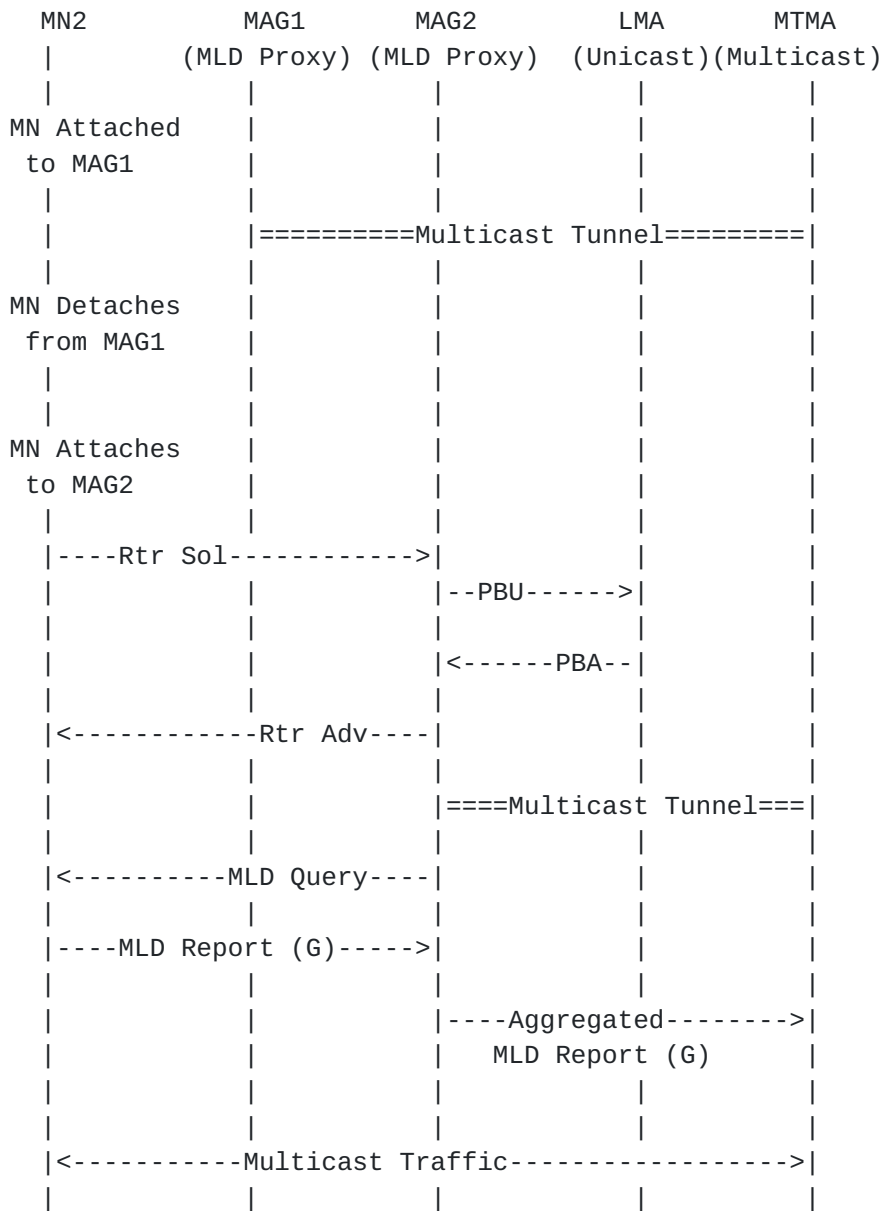 MN2 MAG1 MAG2 LMA MTMA
| (MLD Proxy) (MLD Proxy) (Unicast)(Multicast)
| | | | |
MN Attached | | | |
to MAG1 | | | |
| | | | |
| |==========Multicast Tunnel=========|
| | | | |
MN Detaches | | | |
from MAG1 | | | |
| | | | |
| | | | |
MN Attaches | | | |
to MAG2 | | | |
| | | | |
|----Rtr Sol------------>| | |
| | |--PBU------>| |
| | | | |
| | |<------PBA--| |
| | | | |
|<------------Rtr Adv----| | |
| | | | |
| | |====Multicast Tunnel===|
| | | | |
|<----------MLD Query----| | |
| | | | |
|----MLD Report (G)----->| | |
| | | | |
| | |----Aggregated-------->|
| | | MLD Report (G) |
| | | | |
| | | | |
|<-----------Multicast Traffic------------------>|
| | | | |